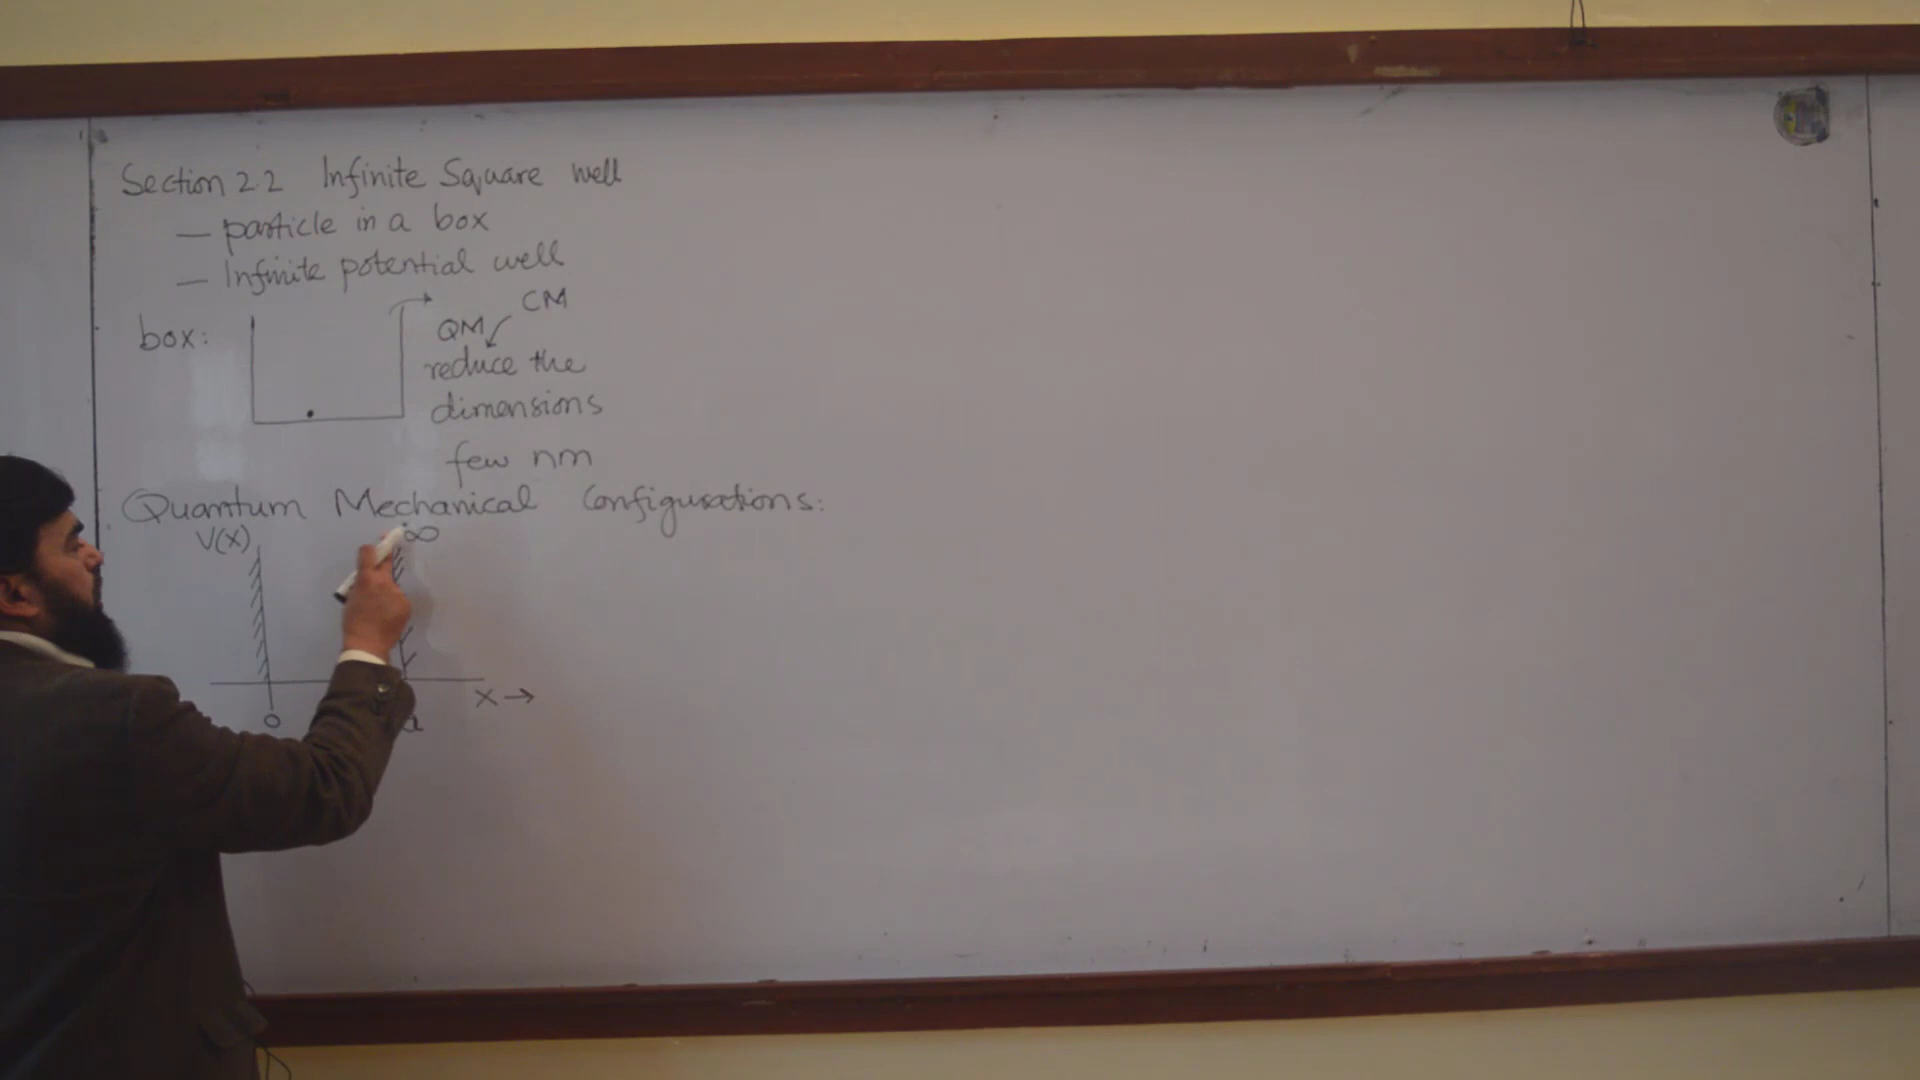 Section 2.2 Infinite Square well
— particle in a box
— Infinite potential well
box:
CM
QM
reduce the
dimensions
few nm
Quantum Mechanical Configurations:
V(x)
∞
x →
0
a